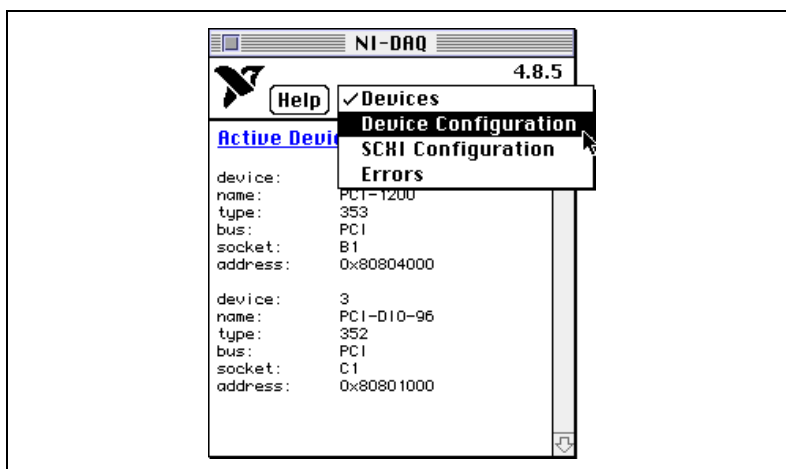 NI-DAQ
4.8.5
Help
✓Devices
Device Configuration
SCXI Configuration
Errors
Active Devi
device:
name: PCI-1200
type: 353
bus: PCI
socket: B1
address: 0x80804000
device: 3
name: PCI-DIO-96
type: 352
bus: PCI
socket: C1
address: 0x80801000